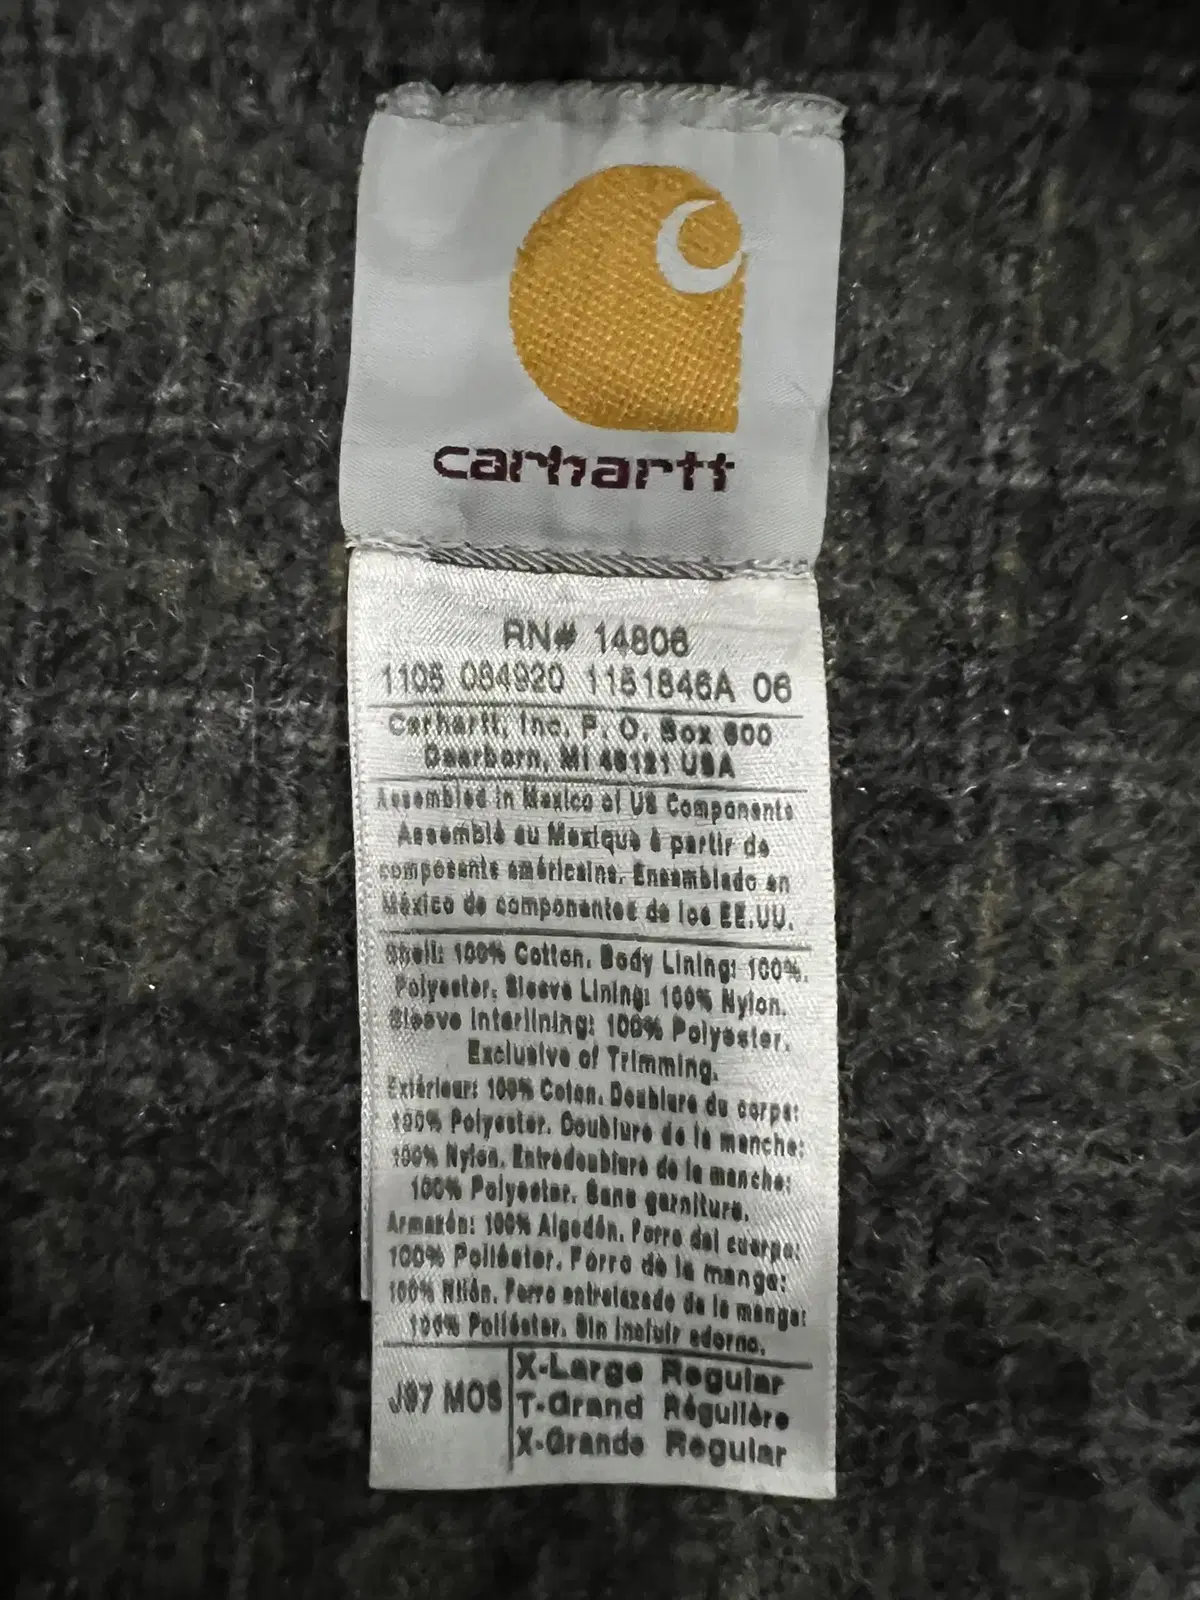 carhartt
RN# 14806
1105 084920 1151846A 06
Carhartt, Inc. P. O. Box 600
Dearborn, MI 48121 USA
Assembled in Mexico of US Components
Assemblé au Mexique à partir de
composants américains. Ensamblado en
México de componentes de los EE.UU.
Shell: 100% Cotton. Body Lining: 100%.
Polyester. Sleeve Lining: 100% Nylon.
Sleeve Interlining: 100% Polyester.
Exclusive of Trimming.
Extérieur: 100% Coton. Doublure du corps:
100% Polyester. Doublure de la manche:
100% Nylon. Entredoublure de la manche:
100% Polyester. Sans garniture.
Armazón: 100% Algodón. Forro del cuerpo:
100% Poliéster. Forro de la manga:
100% Nilón. Forro entrelazado de la manga:
100% Poliéster. Sin incluir adorno.
J97 MOS
X-Large Regular
T-Grand Régulière
X-Grande Regular